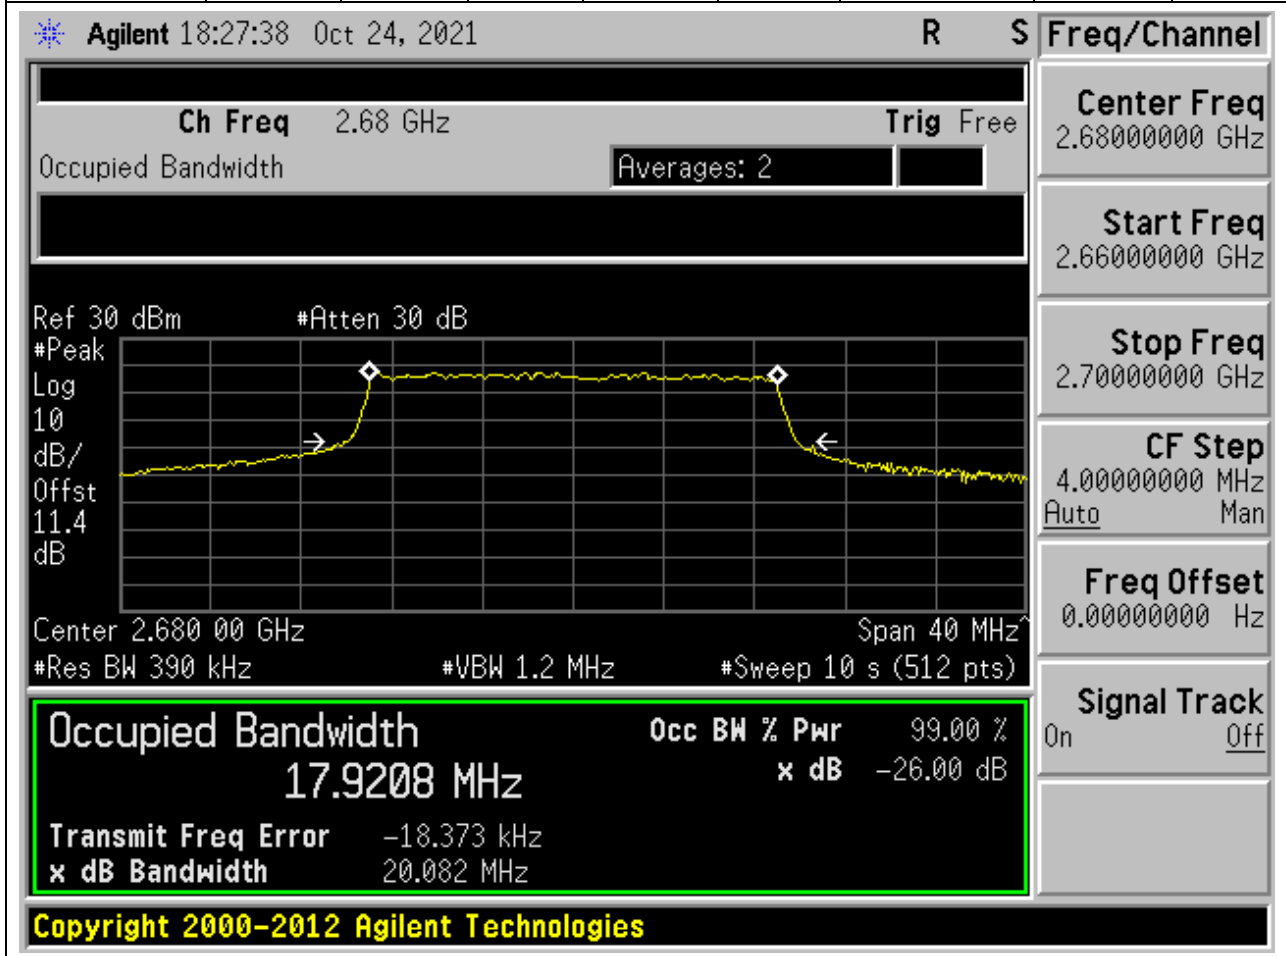 Agilent 18:27:38 Oct 24, 2021 R S
Freq/Channel
Ch Freq 2.68 GHz Trig Free
Occupied Bandwidth Averages: 2
Center Freq
2.68000000 GHz
Start Freq
2.66000000 GHz
Stop Freq
2.70000000 GHz
CF Step
4.00000000 MHz
Auto Man
Freq Offset
0.00000000 Hz
Signal Track
On Off
Ref 30 dBm #Atten 30 dB
#Peak
Log
10
dB/
Offst
11.4
dB
Center 2.680 00 GHz Span 40 MHz^
#Res BW 390 kHz #VBW 1.2 MHz #Sweep 10 s (512 pts)
Occupied Bandwidth Occ BW % Pwr 99.00 %
17.9208 MHz x dB -26.00 dB
Transmit Freq Error -18.373 kHz
x dB Bandwidth 20.082 MHz
Copyright 2000-2012 Agilent Technologies